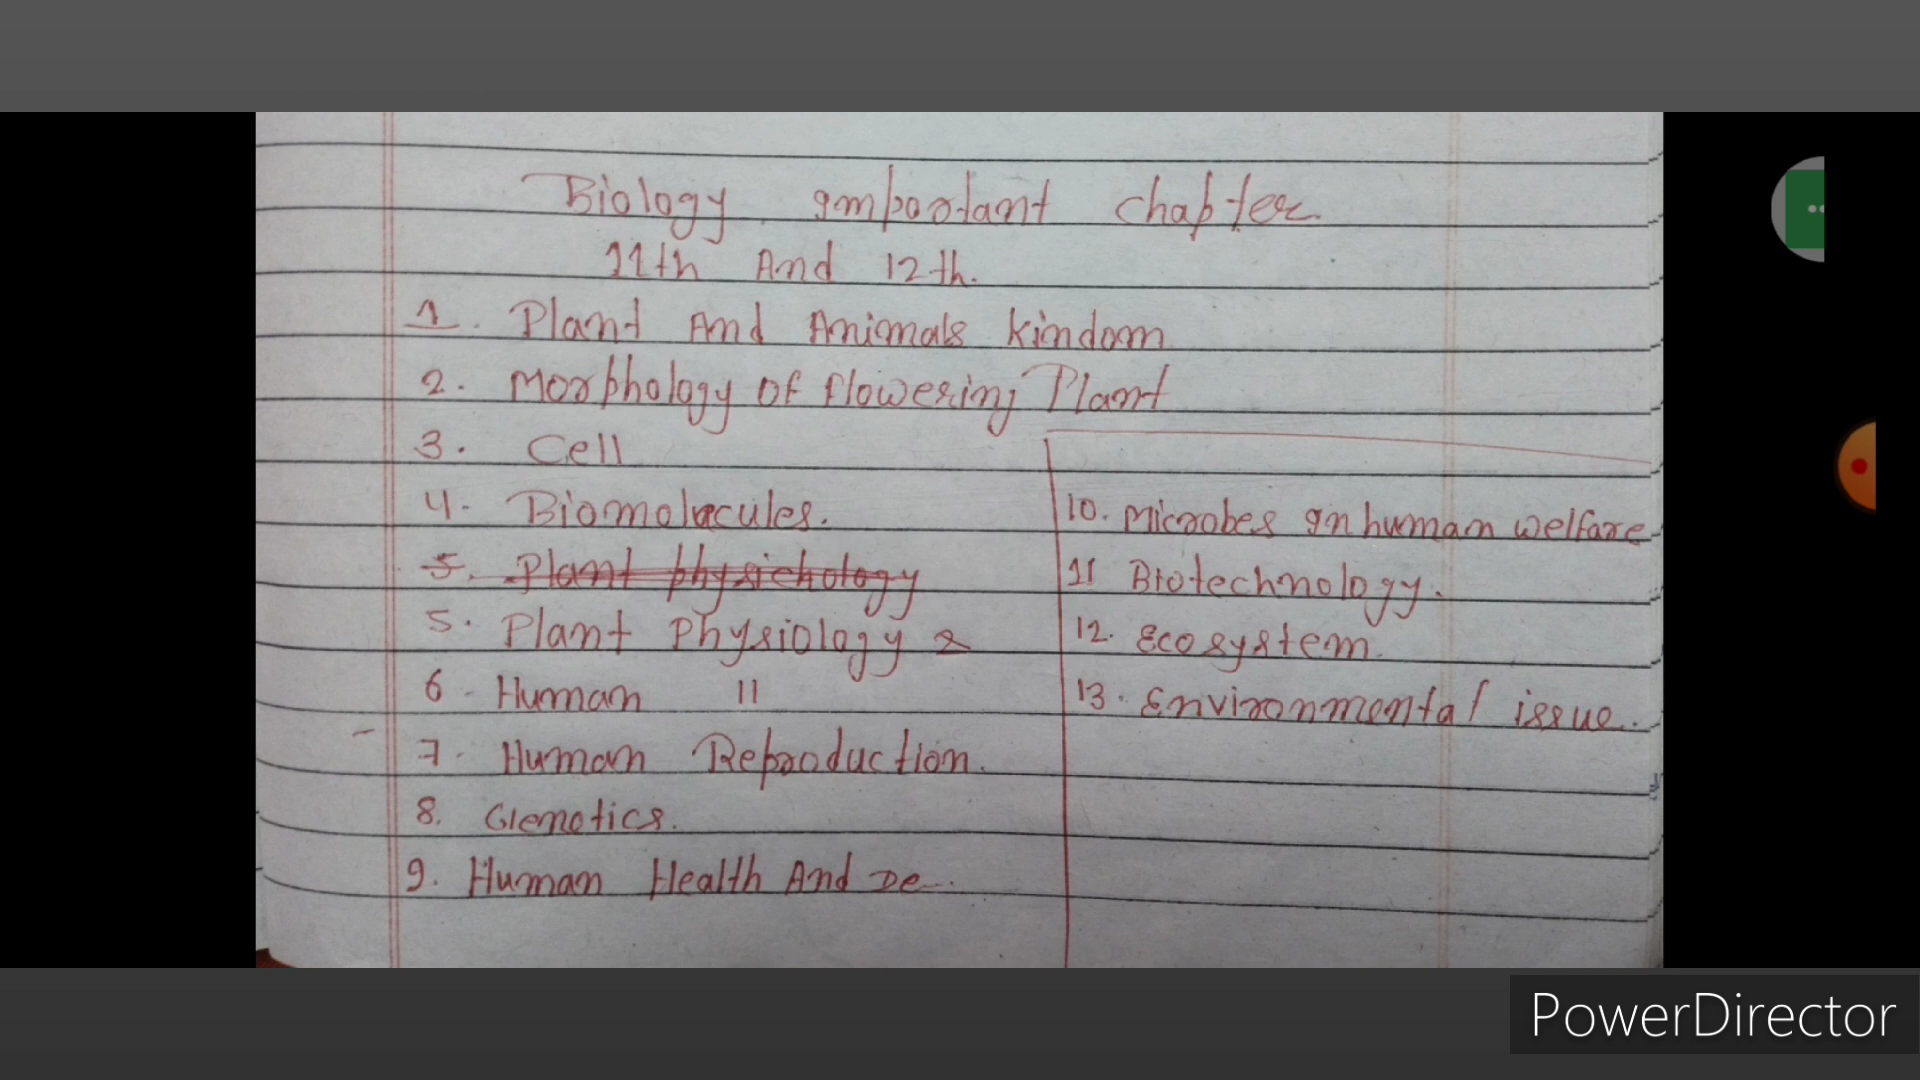 Biology Important chapter
11th And 12th.
1. Plant And Animals kindom
2. Morphology OF flowering Plant
3. Cell
4. Biomolecules.
5. Plant physichology
5. Plant Physiology &
6. Human 11
7. Human Reproduction.
8. Genetics.
9. Human Health And De...
10. Microbes In human welfare
11 Biotechnology.
12. Ecosystem.
13. Environmental issue.
PowerDirector